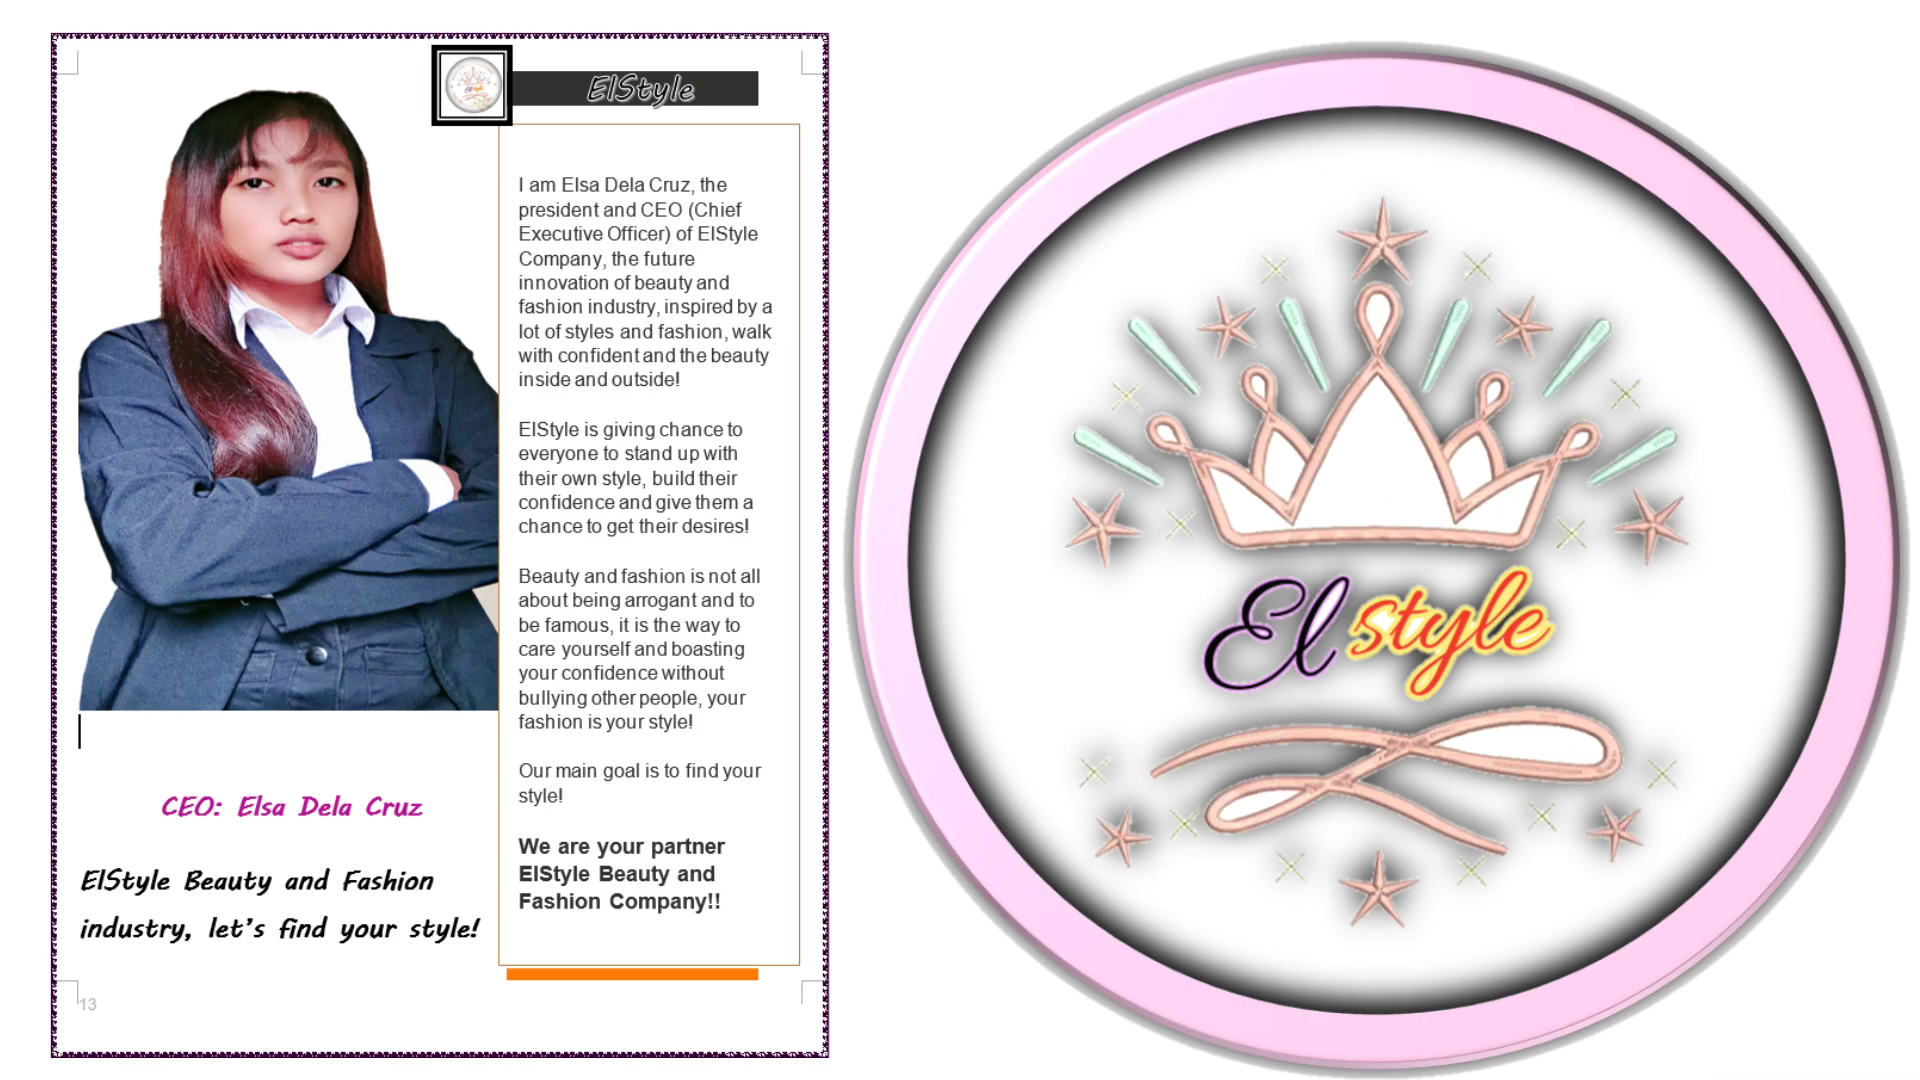 ElStyle
I am Elsa Dela Cruz, the
president and CEO (Chief
Executive Officer) of ElStyle
Company, the future
innovation of beauty and
fashion industry, inspired by a
lot of styles and fashion, walk
with confident and the beauty
inside and outside!
ElStyle is giving chance to
everyone to stand up with
their own style, build their
confidence and give them a
chance to get their desires!
Beauty and fashion is not all
about being arrogant and to
be famous, it is the way to
care yourself and boasting
your confidence without
bullying other people, your
fashion is your style!
Our main goal is to find your
style!
We are your partner
ElStyle Beauty and
Fashion Company!!
CEO: Elsa Dela Cruz
ElStyle Beauty and Fashion
industry, let's find your style!
13
El style